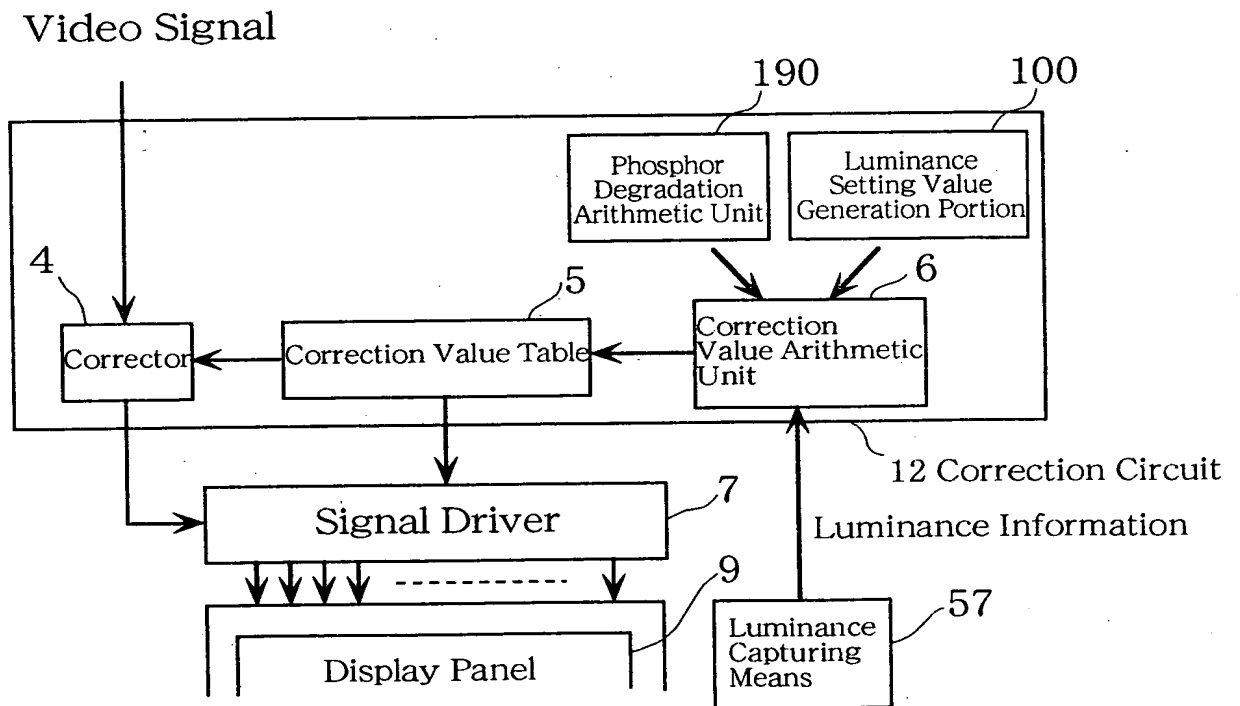 Video Signal
190
100
Phosphor
Degradation
Arithmetic Unit
Luminance
Setting Value
Generation Portion
4
5
6
Corrector
Correction Value Table
Correction
Value Arithmetic
Unit
12 Correction Circuit
7
Signal Driver
Luminance Information
9
57
Display Panel
Luminance
Capturing
Means